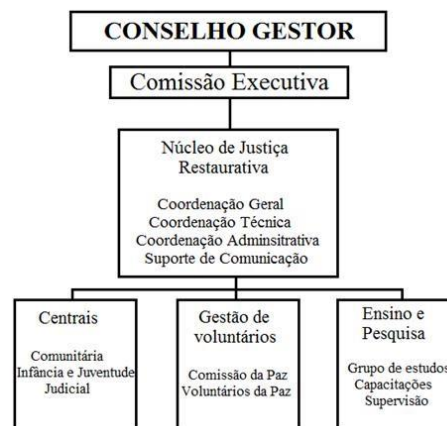 CONSELHO GESTOR
Comissão Executiva
Núcleo de Justiça
Restaurativa
Coordenação Geral
Coordenação Técnica
Coordenação Adminsitrativa
Suporte de Comunicação
Centrais
Comunitária
Infância e Juventude
Judicial
Gestão de
voluntários
Comissão da Paz
Voluntários da Paz
Ensino e
Pesquisa
Grupo de estudos
Capacitações
Supervisão